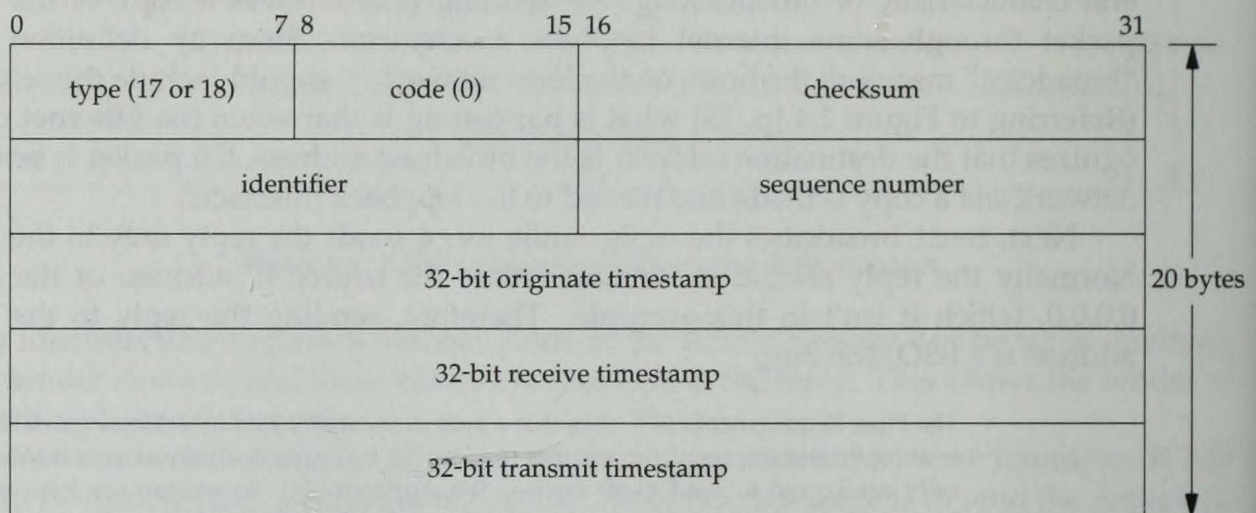 0 7 8 15 16 31
type (17 or 18) code (0) checksum
identifier sequence number
32-bit originate timestamp
20 bytes
32-bit receive timestamp
32-bit transmit timestamp